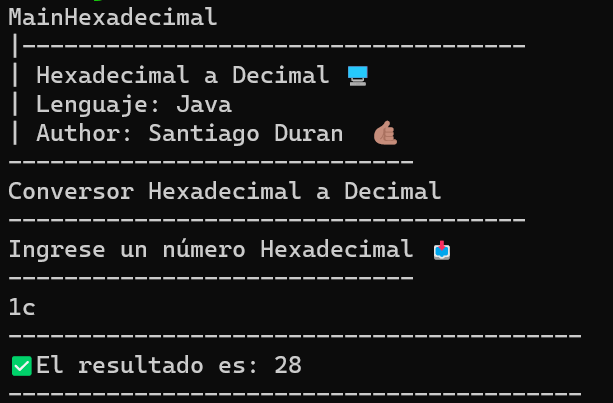 MainHexadecimal
|-----------------------------------
| Hexadecimal a Decimal 🖥️
| Lenguaje: Java
| Author: Santiago Duran 🤙🏽
----------------------------
Conversor Hexadecimal a Decimal
------------------------------------
Ingrese un número Hexadecimal 📩
----------------------------
1c
----------------------------------------
✅El resultado es: 28
----------------------------------------